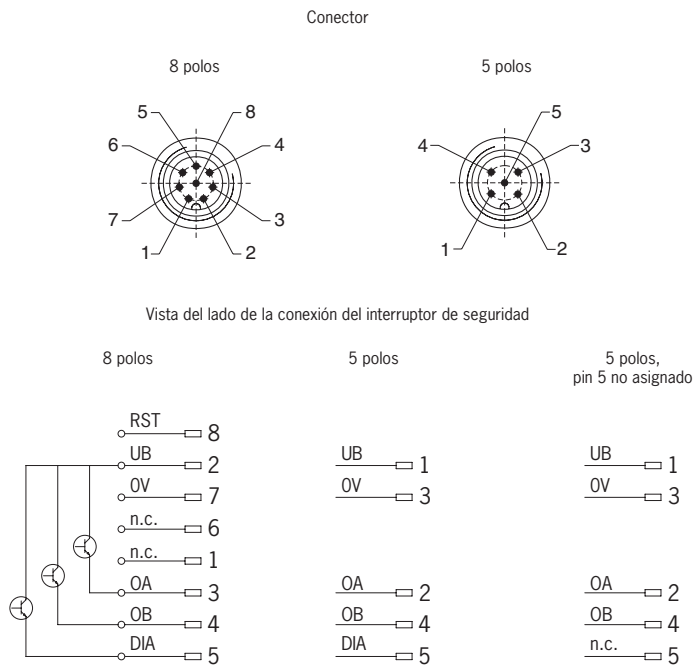 Conector
8 polos
5 polos
5
8
6
4
7
3
1
2
5
4
3
1
2
Vista del lado de la conexión del interruptor de seguridad
8 polos
5 polos
5 polos,
pin 5 no asignado
RST 8
UB 2
0V 7
n.c. 6
n.c. 1
OA 3
OB 4
DIA 5
UB 1
0V 3
OA 2
OB 4
DIA 5
UB 1
0V 3
OA 2
OB 4
n.c. 5